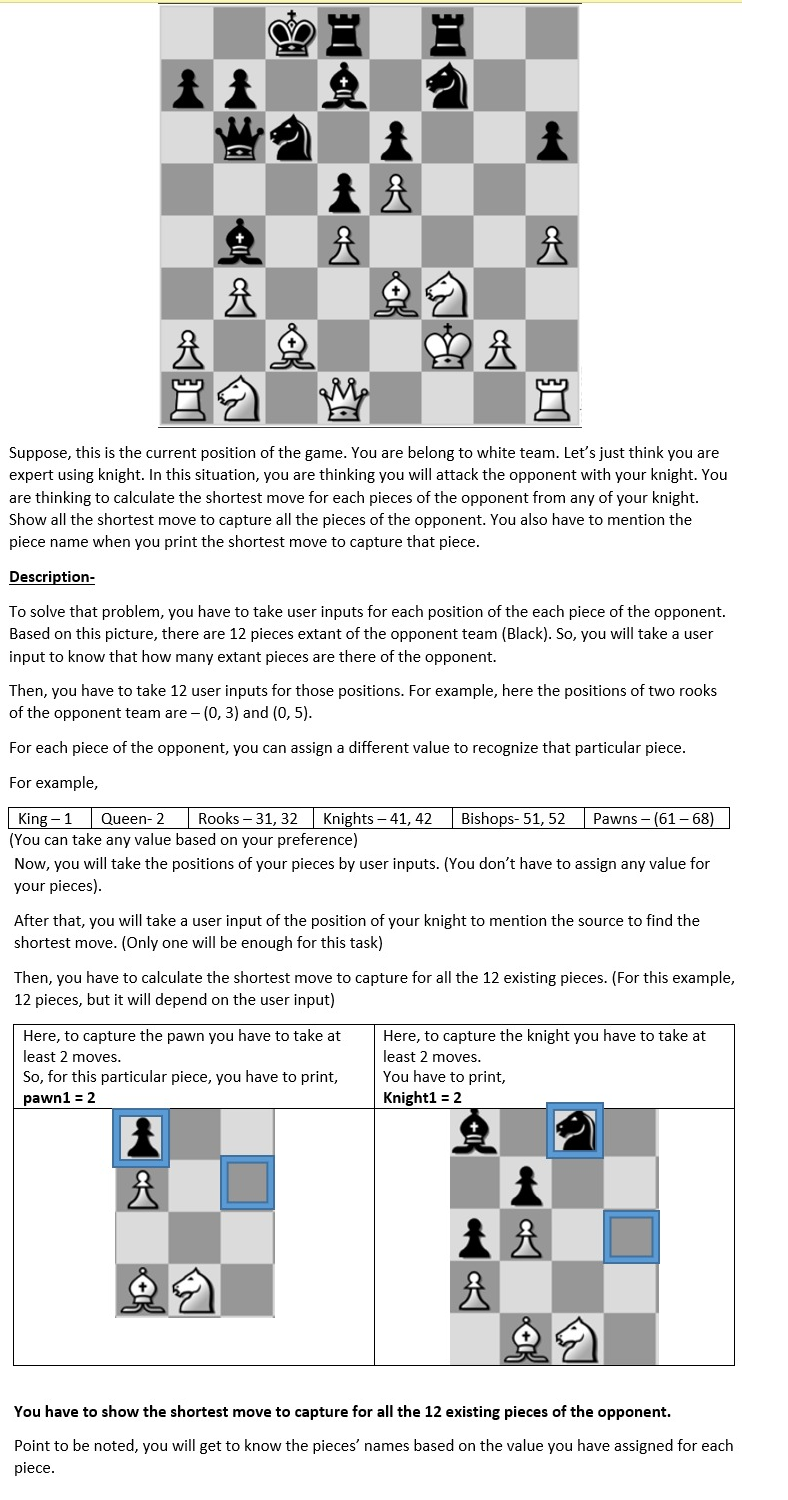 Suppose, this is the current position of the game. You are belong to white team. Let’s just think you are
expert using knight. In this situation, you are thinking you will attack the opponent with your knight. You
are thinking to calculate the shortest move for each pieces of the opponent from any of your knight.
Show all the shortest move to capture all the pieces of the opponent. You also have to mention the
piece name when you print the shortest move to capture that piece.
Description-
To solve that problem, you have to take user inputs for each position of the each piece of the opponent.
Based on this picture, there are 12 pieces extant of the opponent team (Black). So, you will take a user
input to know that how many extant pieces are there of the opponent.
Then, you have to take 12 user inputs for those positions. For example, here the positions of two rooks
of the opponent team are – (0, 3) and (0, 5).
For each piece of the opponent, you can assign a different value to recognize that particular piece.
For example,
King – 1 Queen- 2 Rooks – 31, 32 Knights – 41, 42 Bishops- 51, 52 Pawns – (61 – 68)
(You can take any value based on your preference)
Now, you will take the positions of your pieces by user inputs. (You don’t have to assign any value for
your pieces).
After that, you will take a user input of the position of your knight to mention the source to find the
shortest move. (Only one will be enough for this task)
Then, you have to calculate the shortest move to capture for all the 12 existing pieces. (For this example,
12 pieces, but it will depend on the user input)
Here, to capture the pawn you have to take at
least 2 moves.
So, for this particular piece, you have to print,
pawn1 = 2
Here, to capture the knight you have to take at
least 2 moves.
You have to print,
Knight1 = 2
You have to show the shortest move to capture for all the 12 existing pieces of the opponent.
Point to be noted, you will get to know the pieces’ names based on the value you have assigned for each
piece.